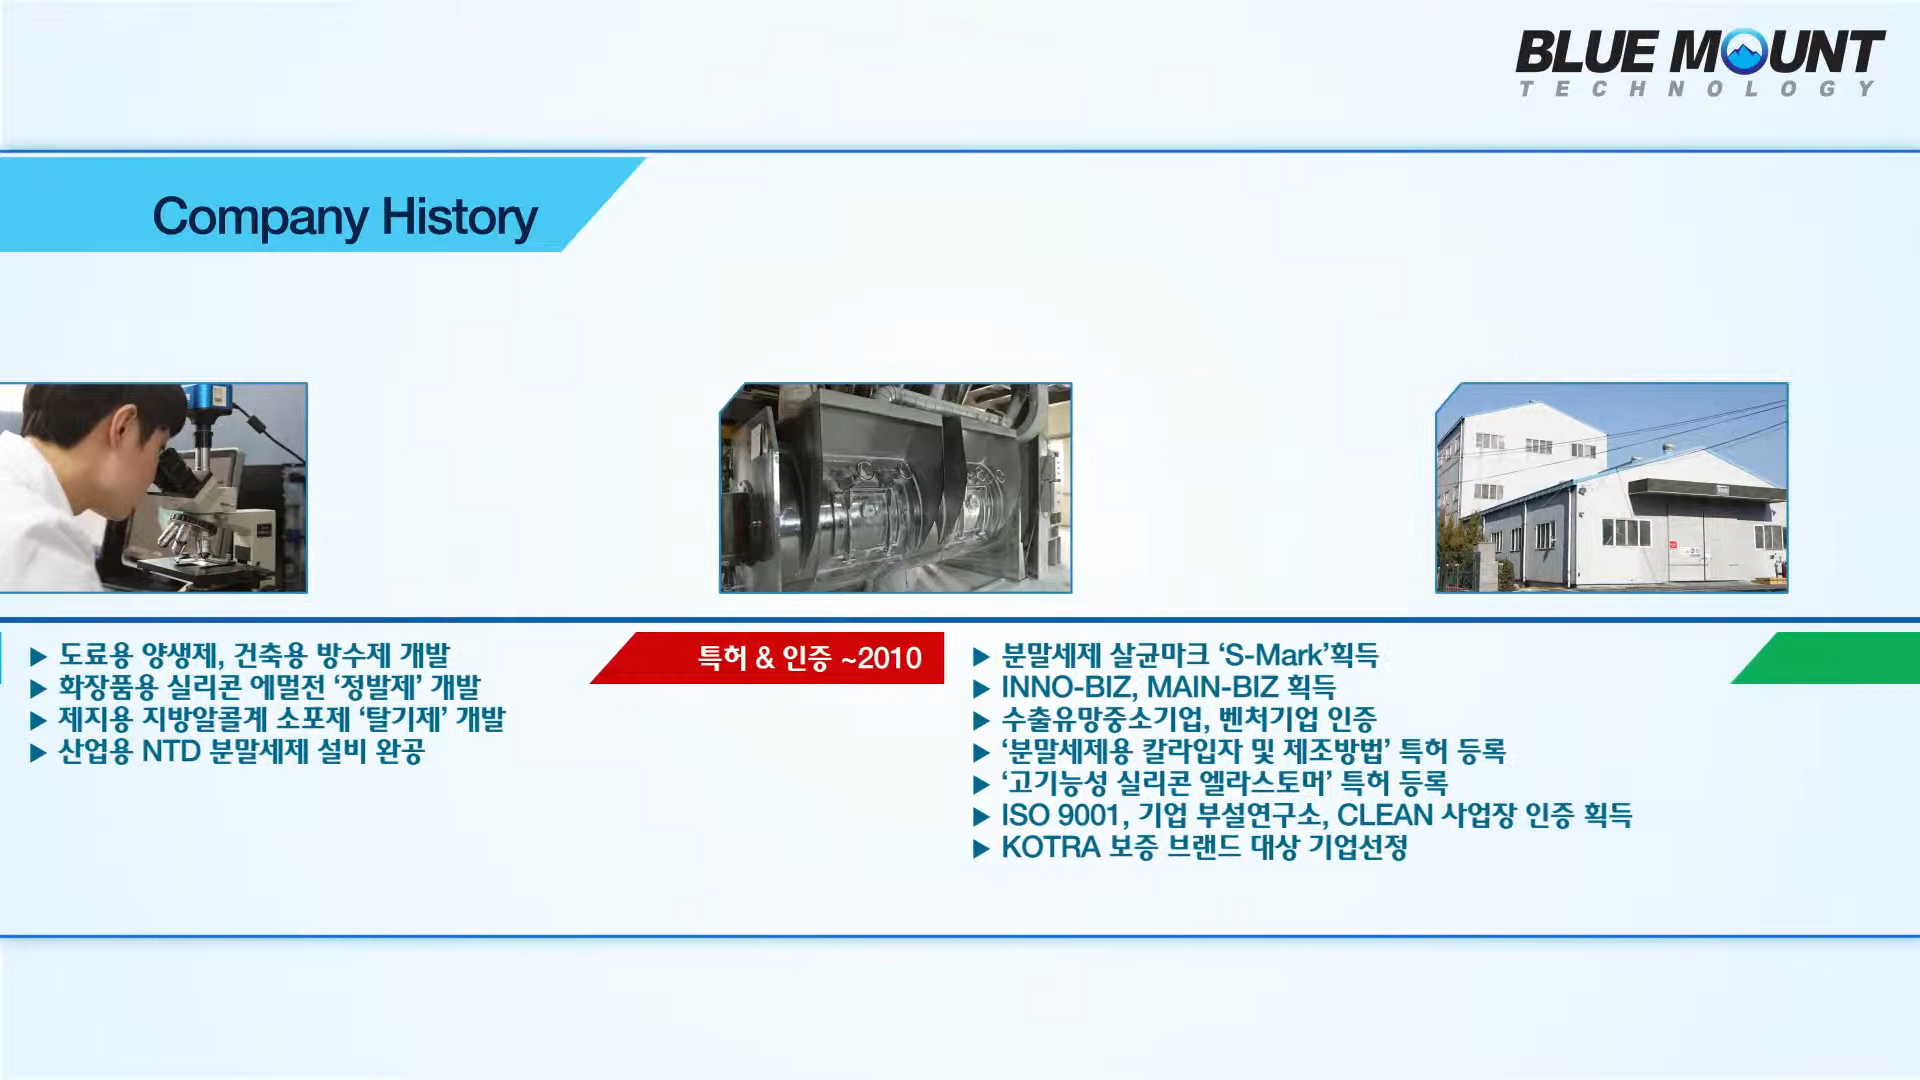 BLUE MOUNT
TECHNOLOGY
Company History
▶ 도료용 양생제, 건축용 방수제 개발
▶ 화장품용 실리콘 에멀전 ‘정발제’ 개발
▶ 제지용 지방알콜계 소포제 ‘탈기제’ 개발
▶ 산업용 NTD 분말세제 설비 완공
특허 & 인증 ~2010
▶ 분말세제 살균마크 ‘S-Mark’획득
▶ INNO-BIZ, MAIN-BIZ 획득
▶ 수출유망중소기업, 벤처기업 인증
▶ ‘분말세제용 칼라입자 및 제조방법’ 특허 등록
▶ ‘고기능성 실리콘 엘라스토머’ 특허 등록
▶ ISO 9001, 기업 부설연구소, CLEAN 사업장 인증 획득
▶ KOTRA 보증 브랜드 대상 기업선정